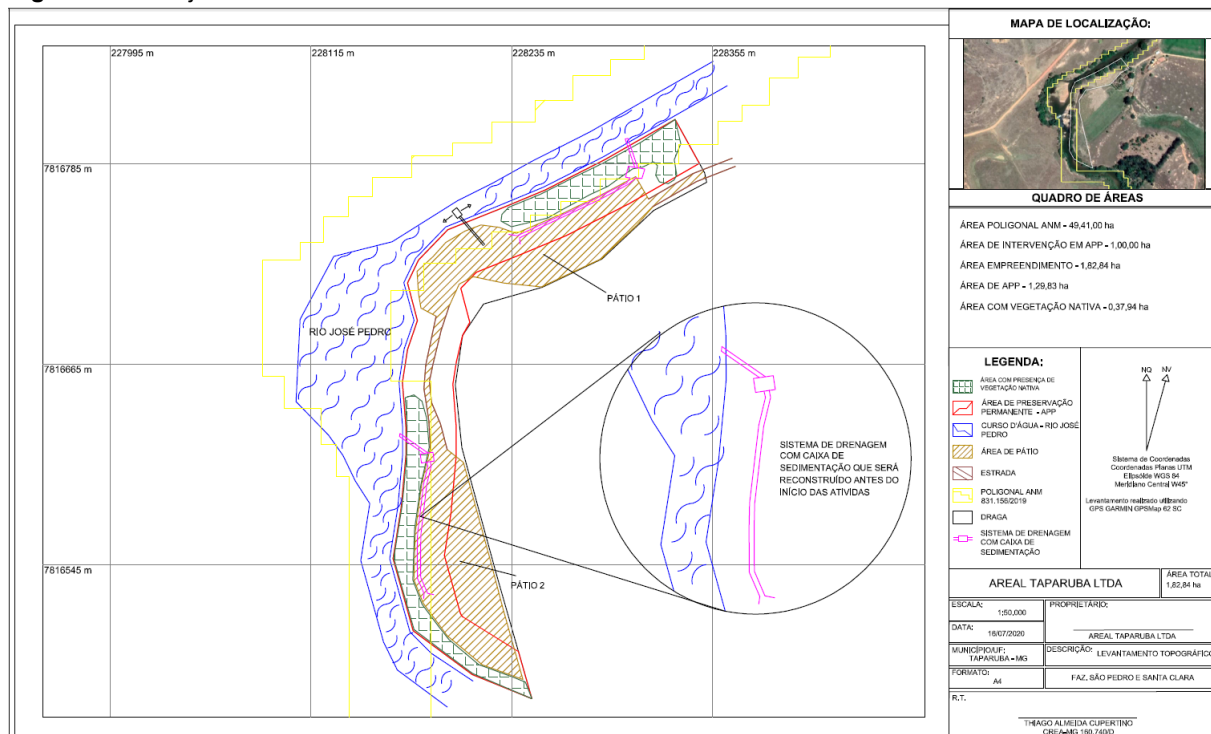 227995 m
228115 m
228235 m
228355 m
7816785 m
7816665 m
7816545 m
RIO JOSÉ PEDRO
PÁTIO 1
PÁTIO 2
SISTEMA DE DRENAGEM
COM CAIXA DE
SEDIMENTAÇÃO QUE SERÁ
RECONSTRUÍDO ANTES DO
INÍCIO DAS ATIVIDAS
MAPA DE LOCALIZAÇÃO:
QUADRO DE ÁREAS
ÁREA POLIGONAL ANM - 49,41,00 ha
ÁREA DE INTERVENÇÃO EM APP - 1,00,00 ha
ÁREA EMPREENDIMENTO - 1,82,84 ha
ÁREA DE APP - 1,29,83 ha
ÁREA COM VEGETAÇÃO NATIVA - 0,37,94 ha
LEGENDA:
ÁREA COM PRESENÇA DE
VEGETAÇÃO NATIVA
ÁREA DE PRESERVAÇÃO
PERMANENTE - APP
CURSO D'ÁGUA - RIO JOSÉ
PEDRO
ÁREA DE PÁTIO
ESTRADA
POLIGONAL ANM
831.156/2019
DRAGA
SISTEMA DE DRENAGEM
COM CAIXA DE
SEDIMENTAÇÃO
NQ NV
Sistema de Coordenadas
Coordenadas Planas UTM
Elipsóide WGS 84
Meridiano Central W45°
Levantamento realizado utilizando
GPS GARMIN GPSMap 62 SC
AREAL TAPARUBA LTDA
ÁREA TOTAL
1,82,84 ha
ESCALA:
1:50,000
PROPRIETÁRIO:
AREAL TAPARUBA LTDA
DATA:
16/07/2020
MUNICÍPIO/UF:
TAPARUBA - MG
DESCRIÇÃO: LEVANTAMENTO TOPOGRÁFICO
FORMATO:
A4
FAZ. SÃO PEDRO E SANTA CLARA
R.T.
THIAGO ALMEIDA CUPERTINO
CREA-MG 160.740/D